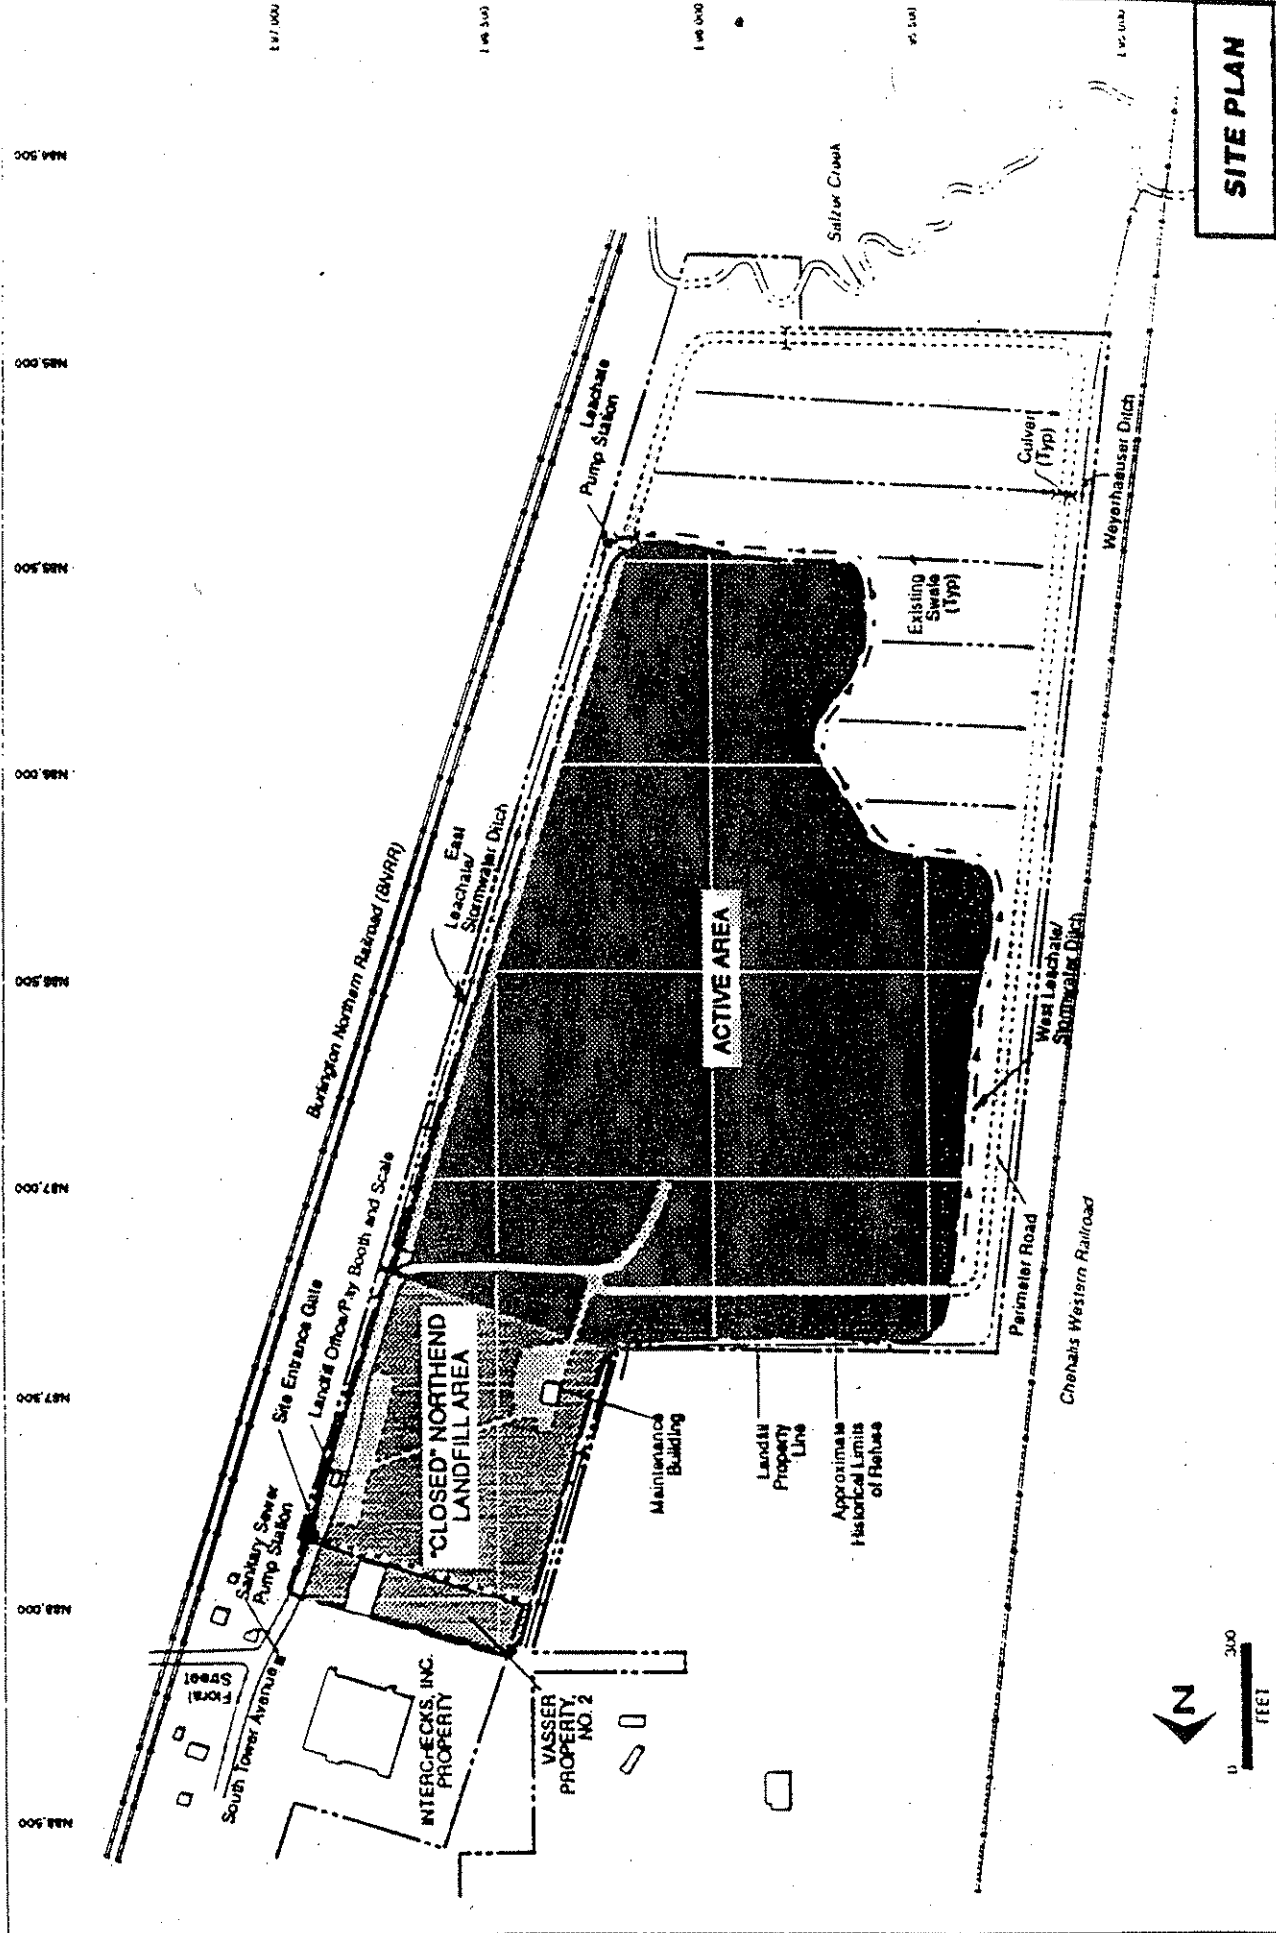 SITE PLAN
N84,500
N85,000
N85,500
N86,000
N86,500
N87,000
N87,500
N88,000
N88,500
Burlington Northern Railroad (BNRR)
Salzer Creek
Leachate
Pump Station
Culvert
(Typ)
Weyerhaeuser Ditch
Existing
Swale
(Typ)
East
Leachate/
Stormwater Ditch
ACTIVE AREA
West Leachate/
Stormwater Ditch
Perimeter Road
Chehalis Western Railroad
Landfill Office/Pay Booth and Scale
Site Entrance Gate
"CLOSED" NORTHEND
LANDFILL AREA
Maintenance
Building
Landfill
Property
Line
Approximate
Historical Limits
of Refuse
Sanitary Sewer
Pump Station
Floral
Street
South Tower Avenue
INTERCHECKS, INC.
PROPERTY
VASSER
PROPERTY,
NO. 2
N
0 300
FEET